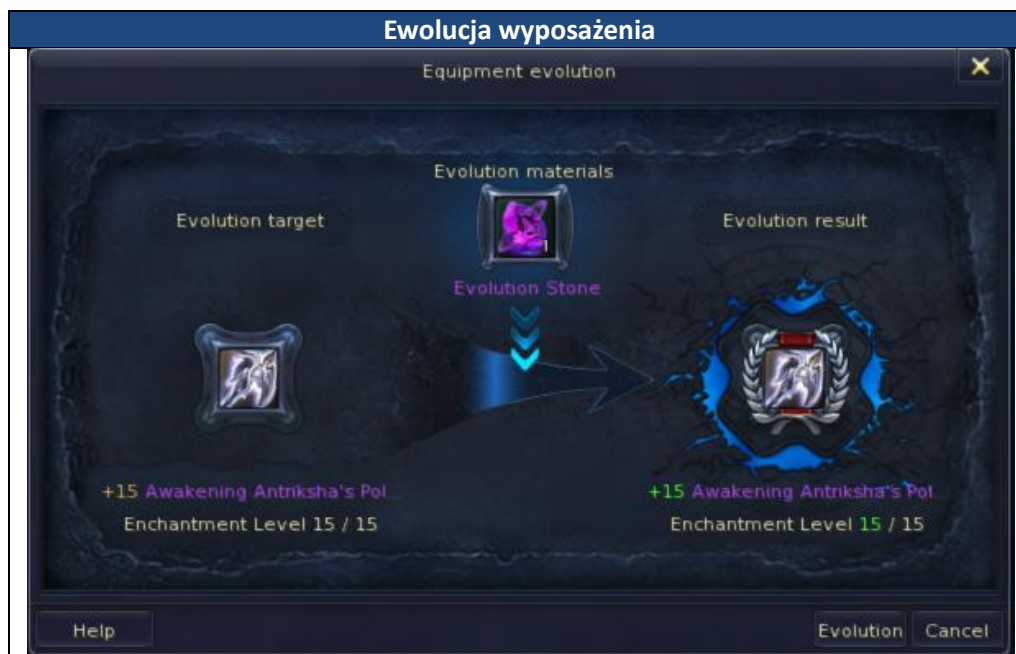 Ewolucja wyposażenia
Equipment evolution
Evolution materials
Evolution target
Evolution result
Evolution Stone
+15 Awakening Antriksha's Pol...
+15 Awakening Antriksha's Pol...
Enchantment Level 15 / 15
Enchantment Level 15 / 15
Help
Evolution
Cancel